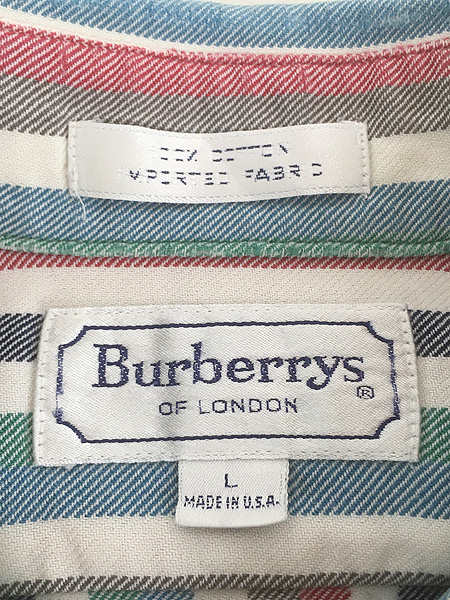 100% COTTON
IMPORTED FABRIC
Burberrys®
OF LONDON
L
MADE IN U.S.A.